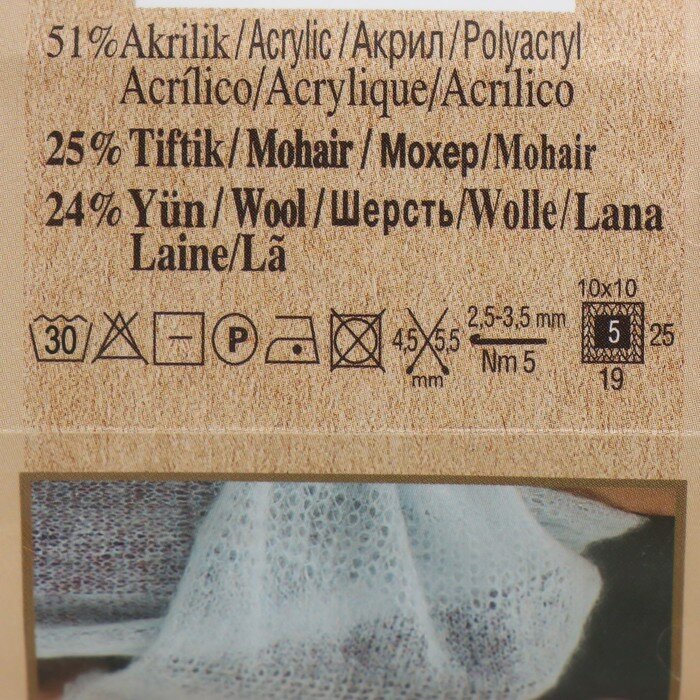 51% Akrilik/Acrylic/Акрил/Polyacryl
Acrílico/Acrylique/Acrílico
25% Tiftik/Mohair/Мохер/Mohair
24% Yün/Wool/Шерсть/Wolle/Lana
Laine/Lã
10x10
30 P 4,5 5,5 mm 2,5-3,5 mm Nm 5 5 25
19